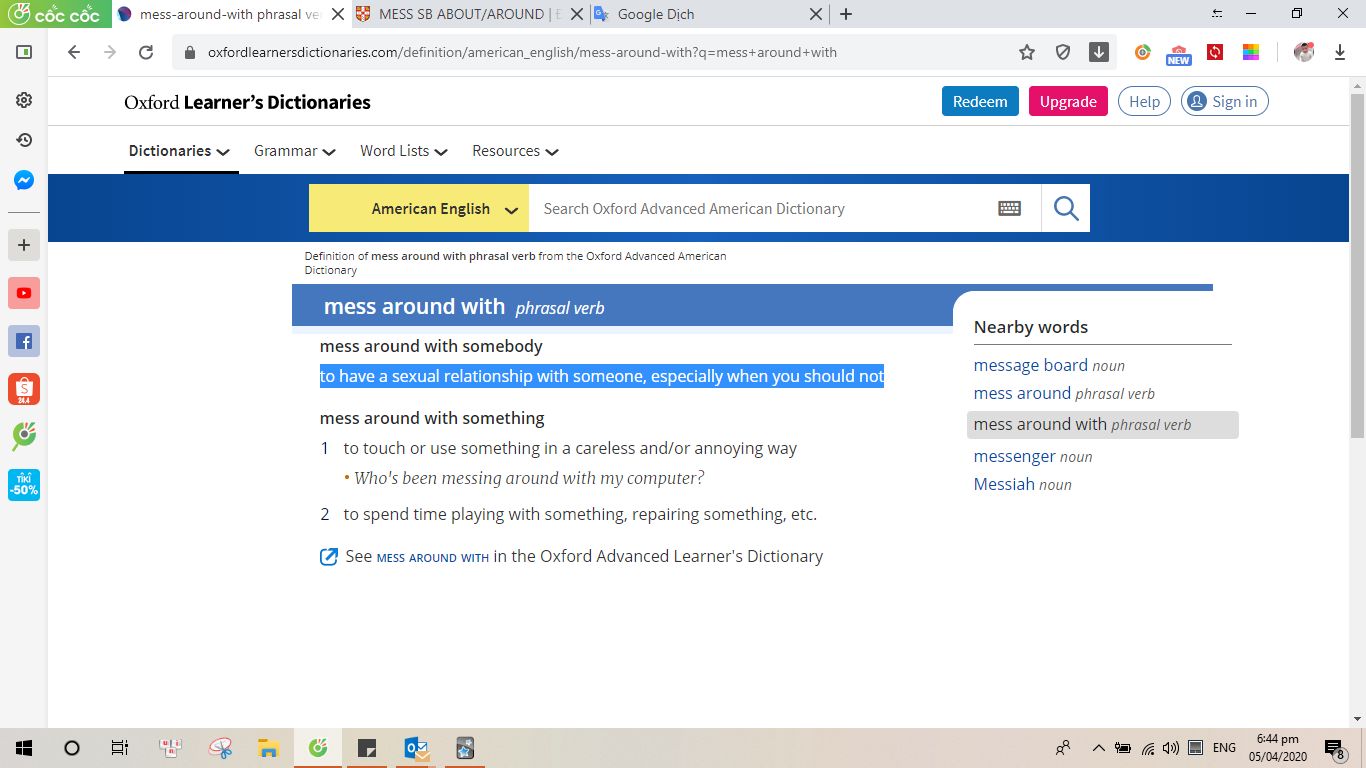 cốc cốc
mess-around-with phrasal ve
MESS SB ABOUT/AROUND |
Google Dịch
oxfordlearnersdictionaries.com/definition/american_english/mess-around-with?q=mess+around+with
NEW
Oxford Learner's Dictionaries
Redeem
Upgrade
Help
Sign in
Dictionaries
Grammar
Word Lists
Resources
American English
Search Oxford Advanced American Dictionary
Definition of mess around with phrasal verb from the Oxford Advanced American
Dictionary
mess around with phrasal verb
mess around with somebody
to have a sexual relationship with someone, especially when you should not
mess around with something
1 to touch or use something in a careless and/or annoying way
• Who's been messing around with my computer?
2 to spend time playing with something, repairing something, etc.
See MESS AROUND WITH in the Oxford Advanced Learner's Dictionary
Nearby words
message board noun
mess around phrasal verb
mess around with phrasal verb
messenger noun
Messiah noun
24.4
TIKI
-50%
ENG
6:44 pm
05/04/2020
8